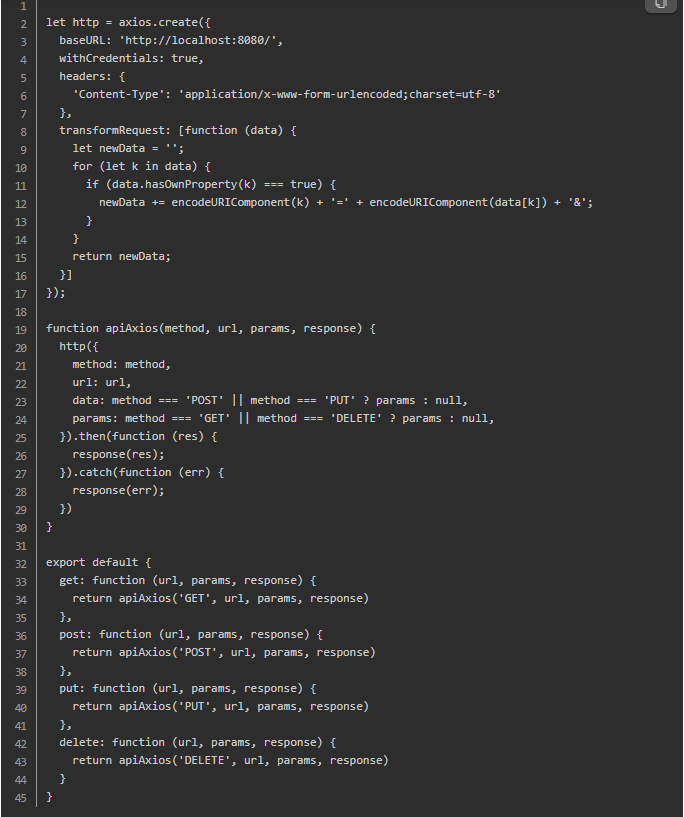 1
2 let http = axios.create({
3   baseURL: 'http://localhost:8080/',
4   withCredentials: true,
5   headers: {
6     'Content-Type': 'application/x-www-form-urlencoded;charset=utf-8'
7   },
8   transformRequest: [function (data) {
9     let newData = '';
10     for (let k in data) {
11       if (data.hasOwnProperty(k) === true) {
12         newData += encodeURIComponent(k) + '=' + encodeURIComponent(data[k]) + '&';
13       }
14     }
15     return newData;
16   }]
17 });
18
19 function apiAxios(method, url, params, response) {
20   http({
21     method: method,
22     url: url,
23     data: method === 'POST' || method === 'PUT' ? params : null,
24     params: method === 'GET' || method === 'DELETE' ? params : null,
25   }).then(function (res) {
26     response(res);
27   }).catch(function (err) {
28     response(err);
29   })
30 }
31
32 export default {
33   get: function (url, params, response) {
34     return apiAxios('GET', url, params, response)
35   },
36   post: function (url, params, response) {
37     return apiAxios('POST', url, params, response)
38   },
39   put: function (url, params, response) {
40     return apiAxios('PUT', url, params, response)
41   },
42   delete: function (url, params, response) {
43     return apiAxios('DELETE', url, params, response)
44   }
45 }